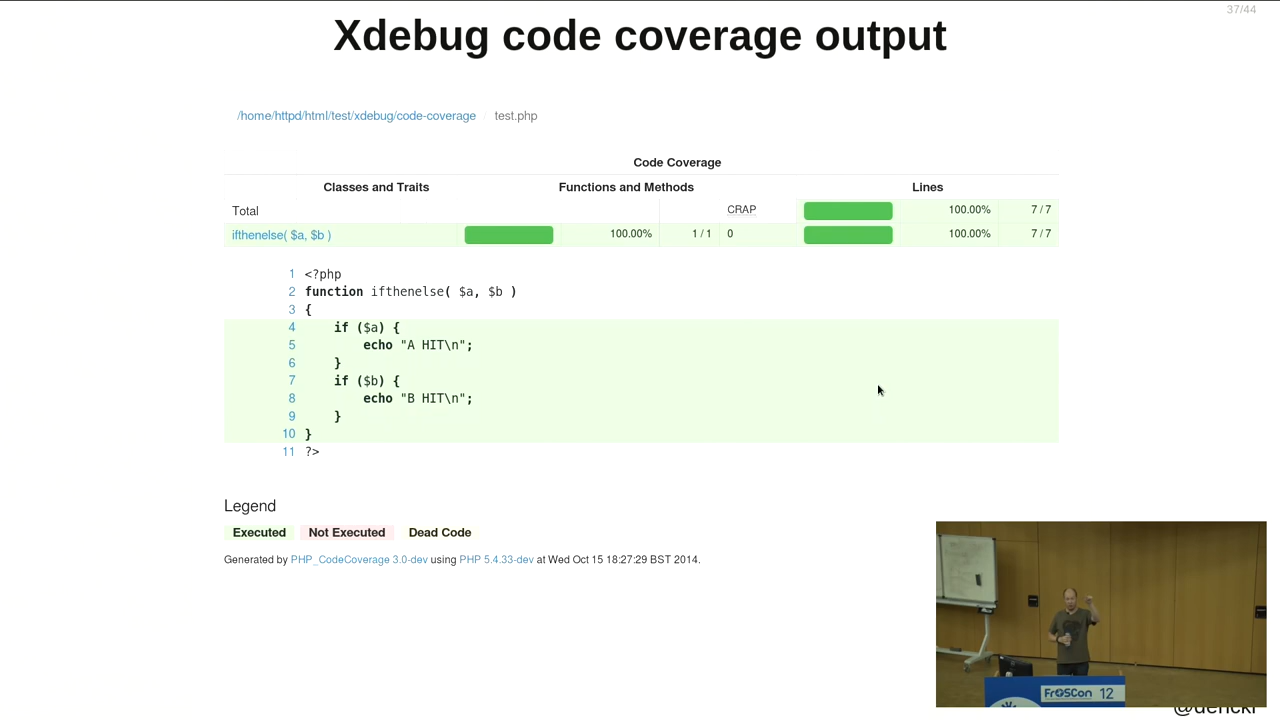 37/44
Xdebug code coverage output
/home/httpd/html/test/xdebug/code-coverage / test.php
Code Coverage
Classes and Traits Functions and Methods Lines
Total CRAP 100.00% 7 / 7
ifthenelse( $a, $b ) 100.00% 1 / 1 0 100.00% 7 / 7
1 <?php
2 function ifthenelse( $a, $b )
3 {
4 if ($a) {
5 echo "A HIT\n";
6 }
7 if ($b) {
8 echo "B HIT\n";
9 }
10 }
11 ?>
Legend
Executed Not Executed Dead Code
Generated by PHP_CodeCoverage 3.0-dev using PHP 5.4.33-dev at Wed Oct 15 18:27:29 BST 2014.
FrOSCon 12